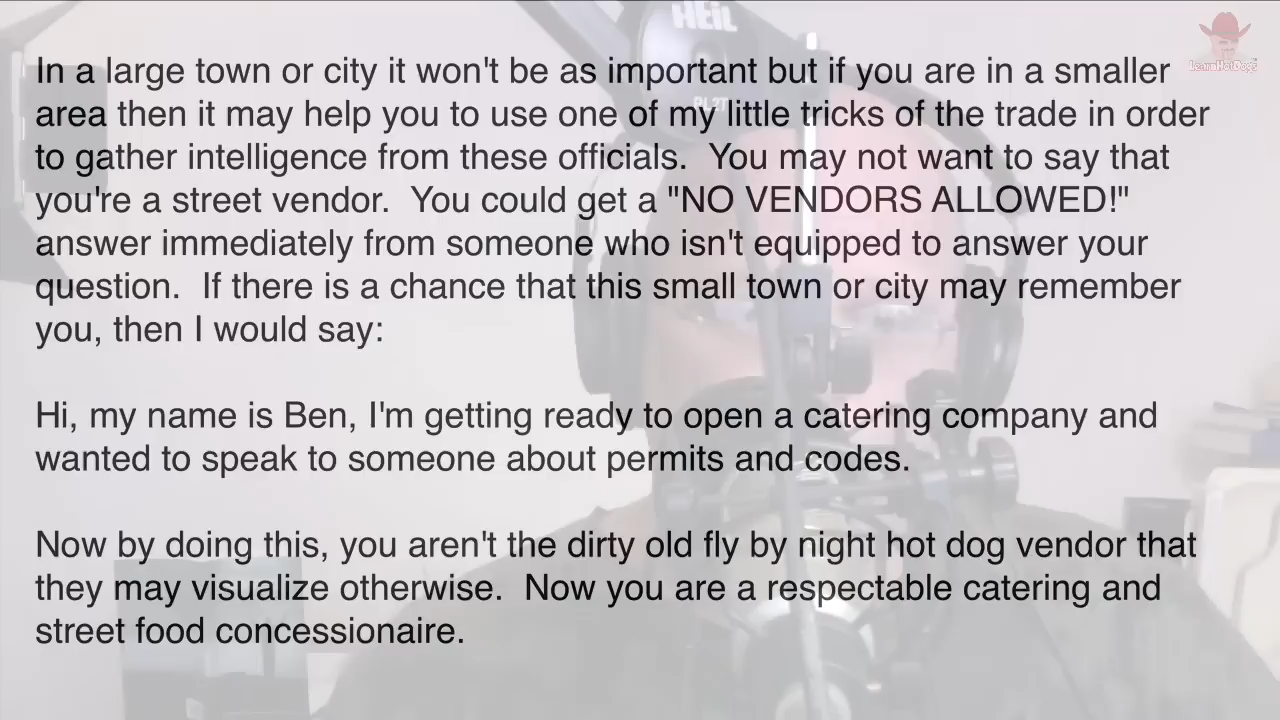 HEiL
PL2T
LearnHotDogs
In a large town or city it won't be as important but if you are in a smaller
area then it may help you to use one of my little tricks of the trade in order
to gather intelligence from these officials.  You may not want to say that
you're a street vendor.  You could get a "NO VENDORS ALLOWED!"
answer immediately from someone who isn't equipped to answer your
question.  If there is a chance that this small town or city may remember
you, then I would say:
Hi, my name is Ben, I'm getting ready to open a catering company and
wanted to speak to someone about permits and codes.
Now by doing this, you aren't the dirty old fly by night hot dog vendor that
they may visualize otherwise.  Now you are a respectable catering and
street food concessionaire.